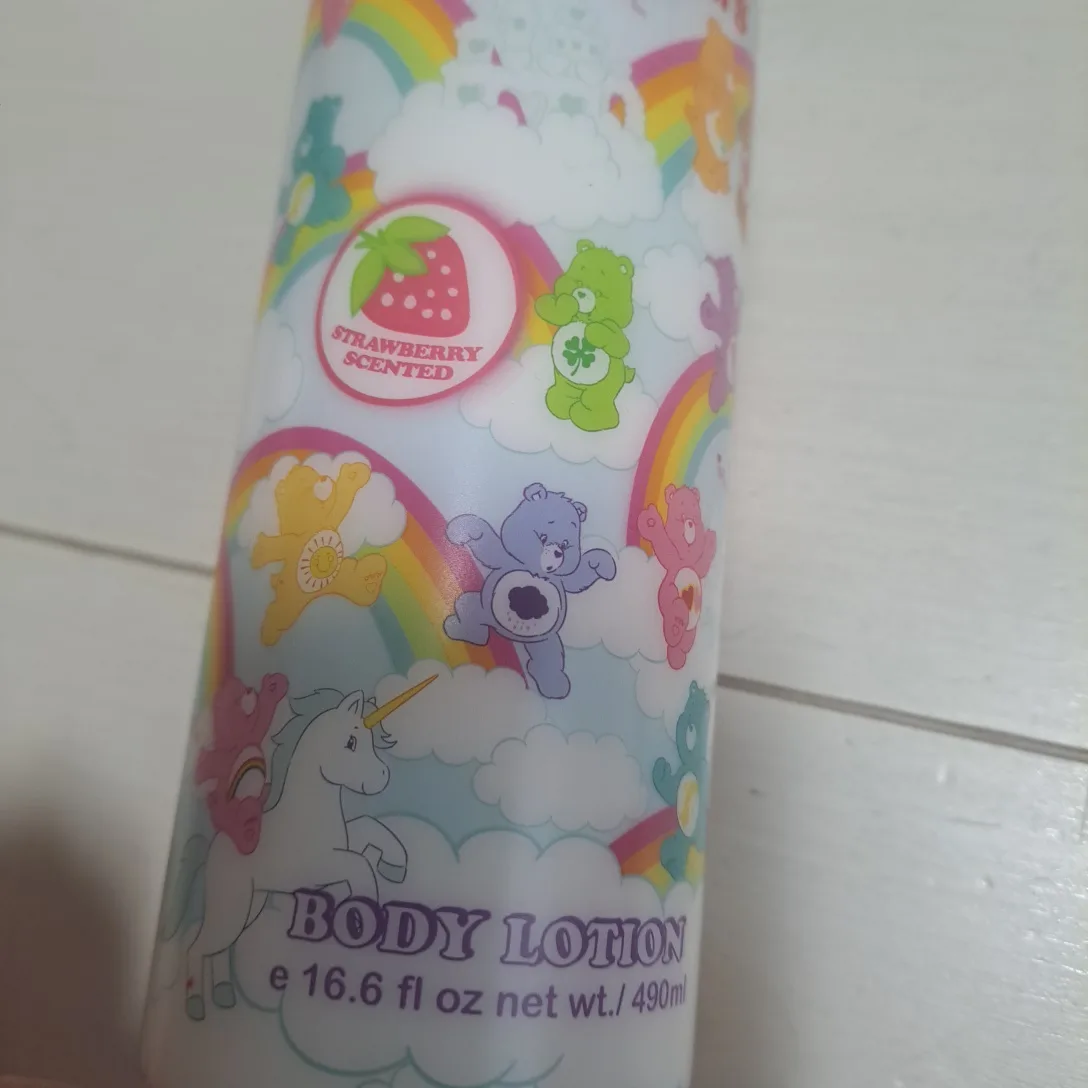 STRAWBERRY
SCENTED
BODY LOTION
e 16.6 fl oz net wt./ 490ml